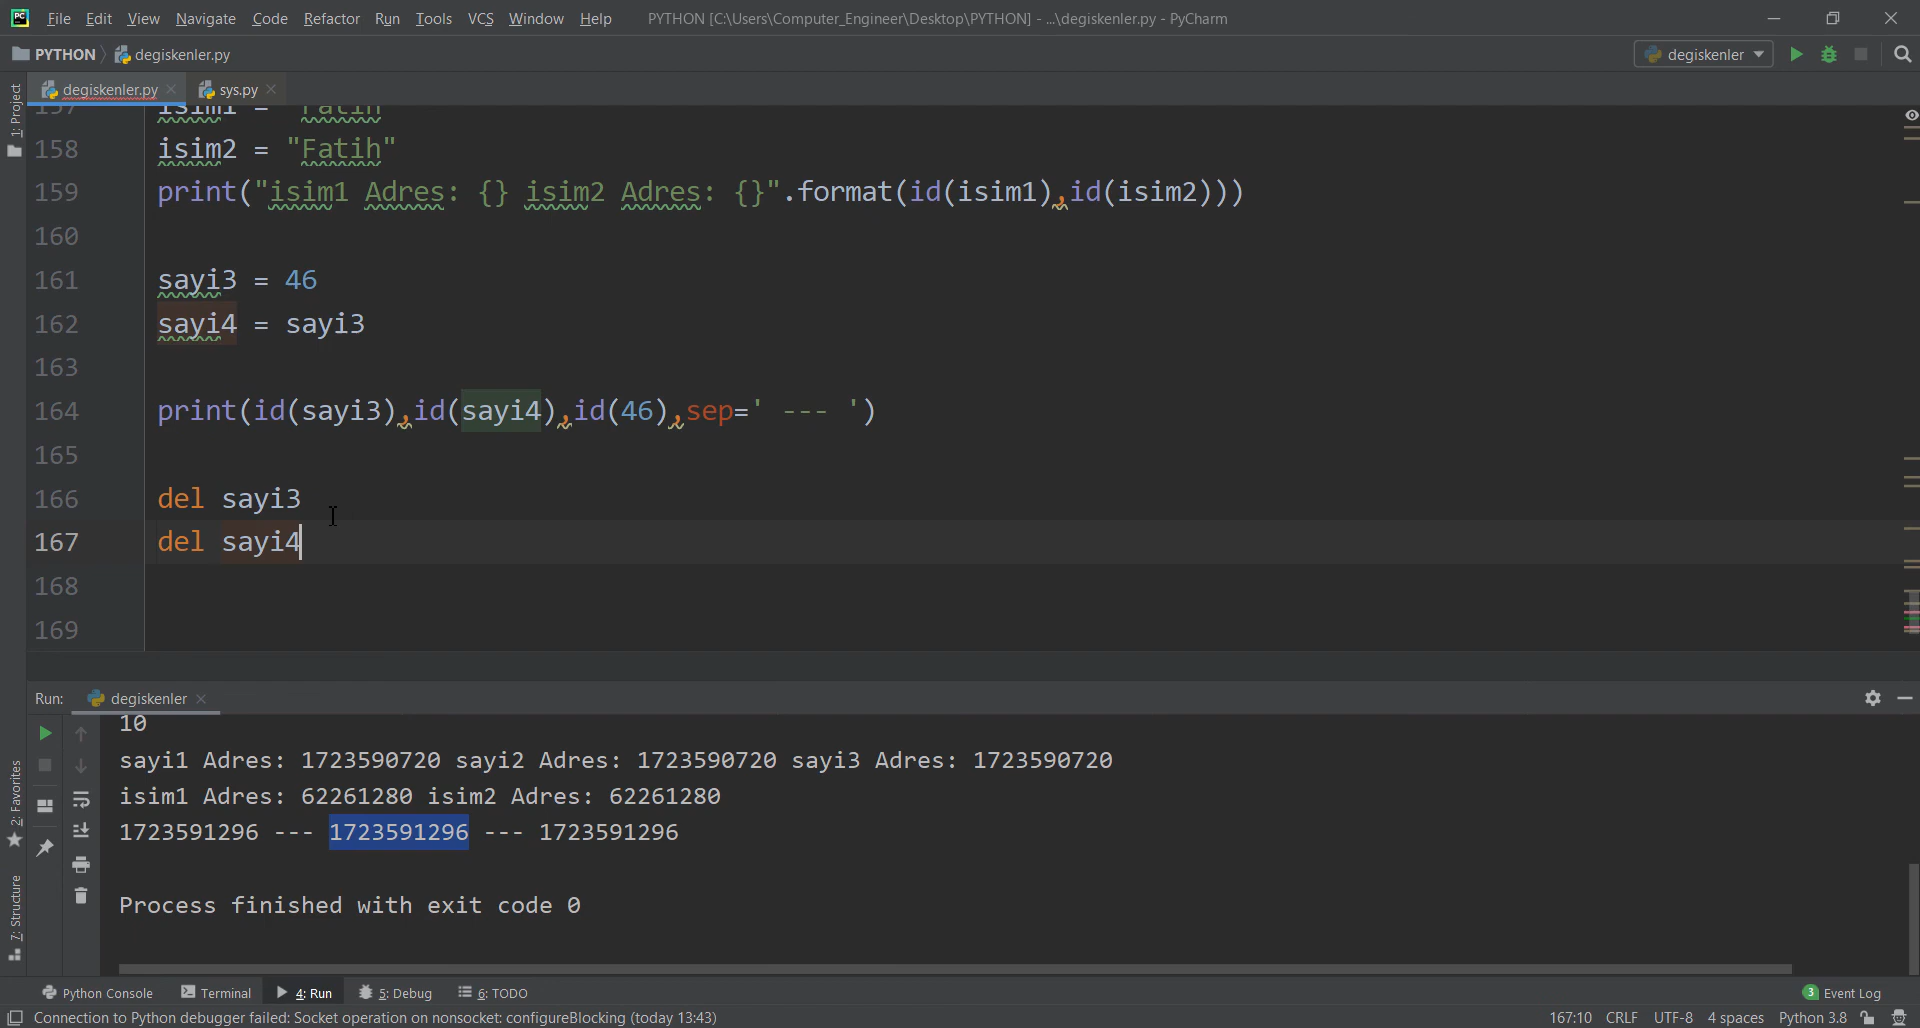 File Edit View Navigate Code Refactor Run Tools VCS Window Help PYTHON [C:\Users\Computer_Engineer\Desktop\PYTHON] - ...\degiskenler.py - PyCharm
PYTHON degiskenler.py degiskenler
degiskenler.py sys.py
1: Project
157 isim1 = "Fatih"
158 isim2 = "Fatih"
159 print("isim1 Adres: {} isim2 Adres: {}".format(id(isim1),id(isim2)))
160
161 sayi3 = 46
162 sayi4 = sayi3
163
164 print(id(sayi3),id(sayi4),id(46),sep=' --- ')
165
166 del sayi3
167 del sayi4
168
169
Run: degiskenler
10
sayi1 Adres: 1723590720 sayi2 Adres: 1723590720 sayi3 Adres: 1723590720
isim1 Adres: 62261280 isim2 Adres: 62261280
1723591296 --- 1723591296 --- 1723591296
Process finished with exit code 0
2: Favorites
7: Structure
Python Console Terminal 4: Run 5: Debug 6: TODO 3 Event Log
Connection to Python debugger failed: Socket operation on nonsocket: configureBlocking (today 13:43) 167:10 CRLF UTF-8 4 spaces Python 3.8